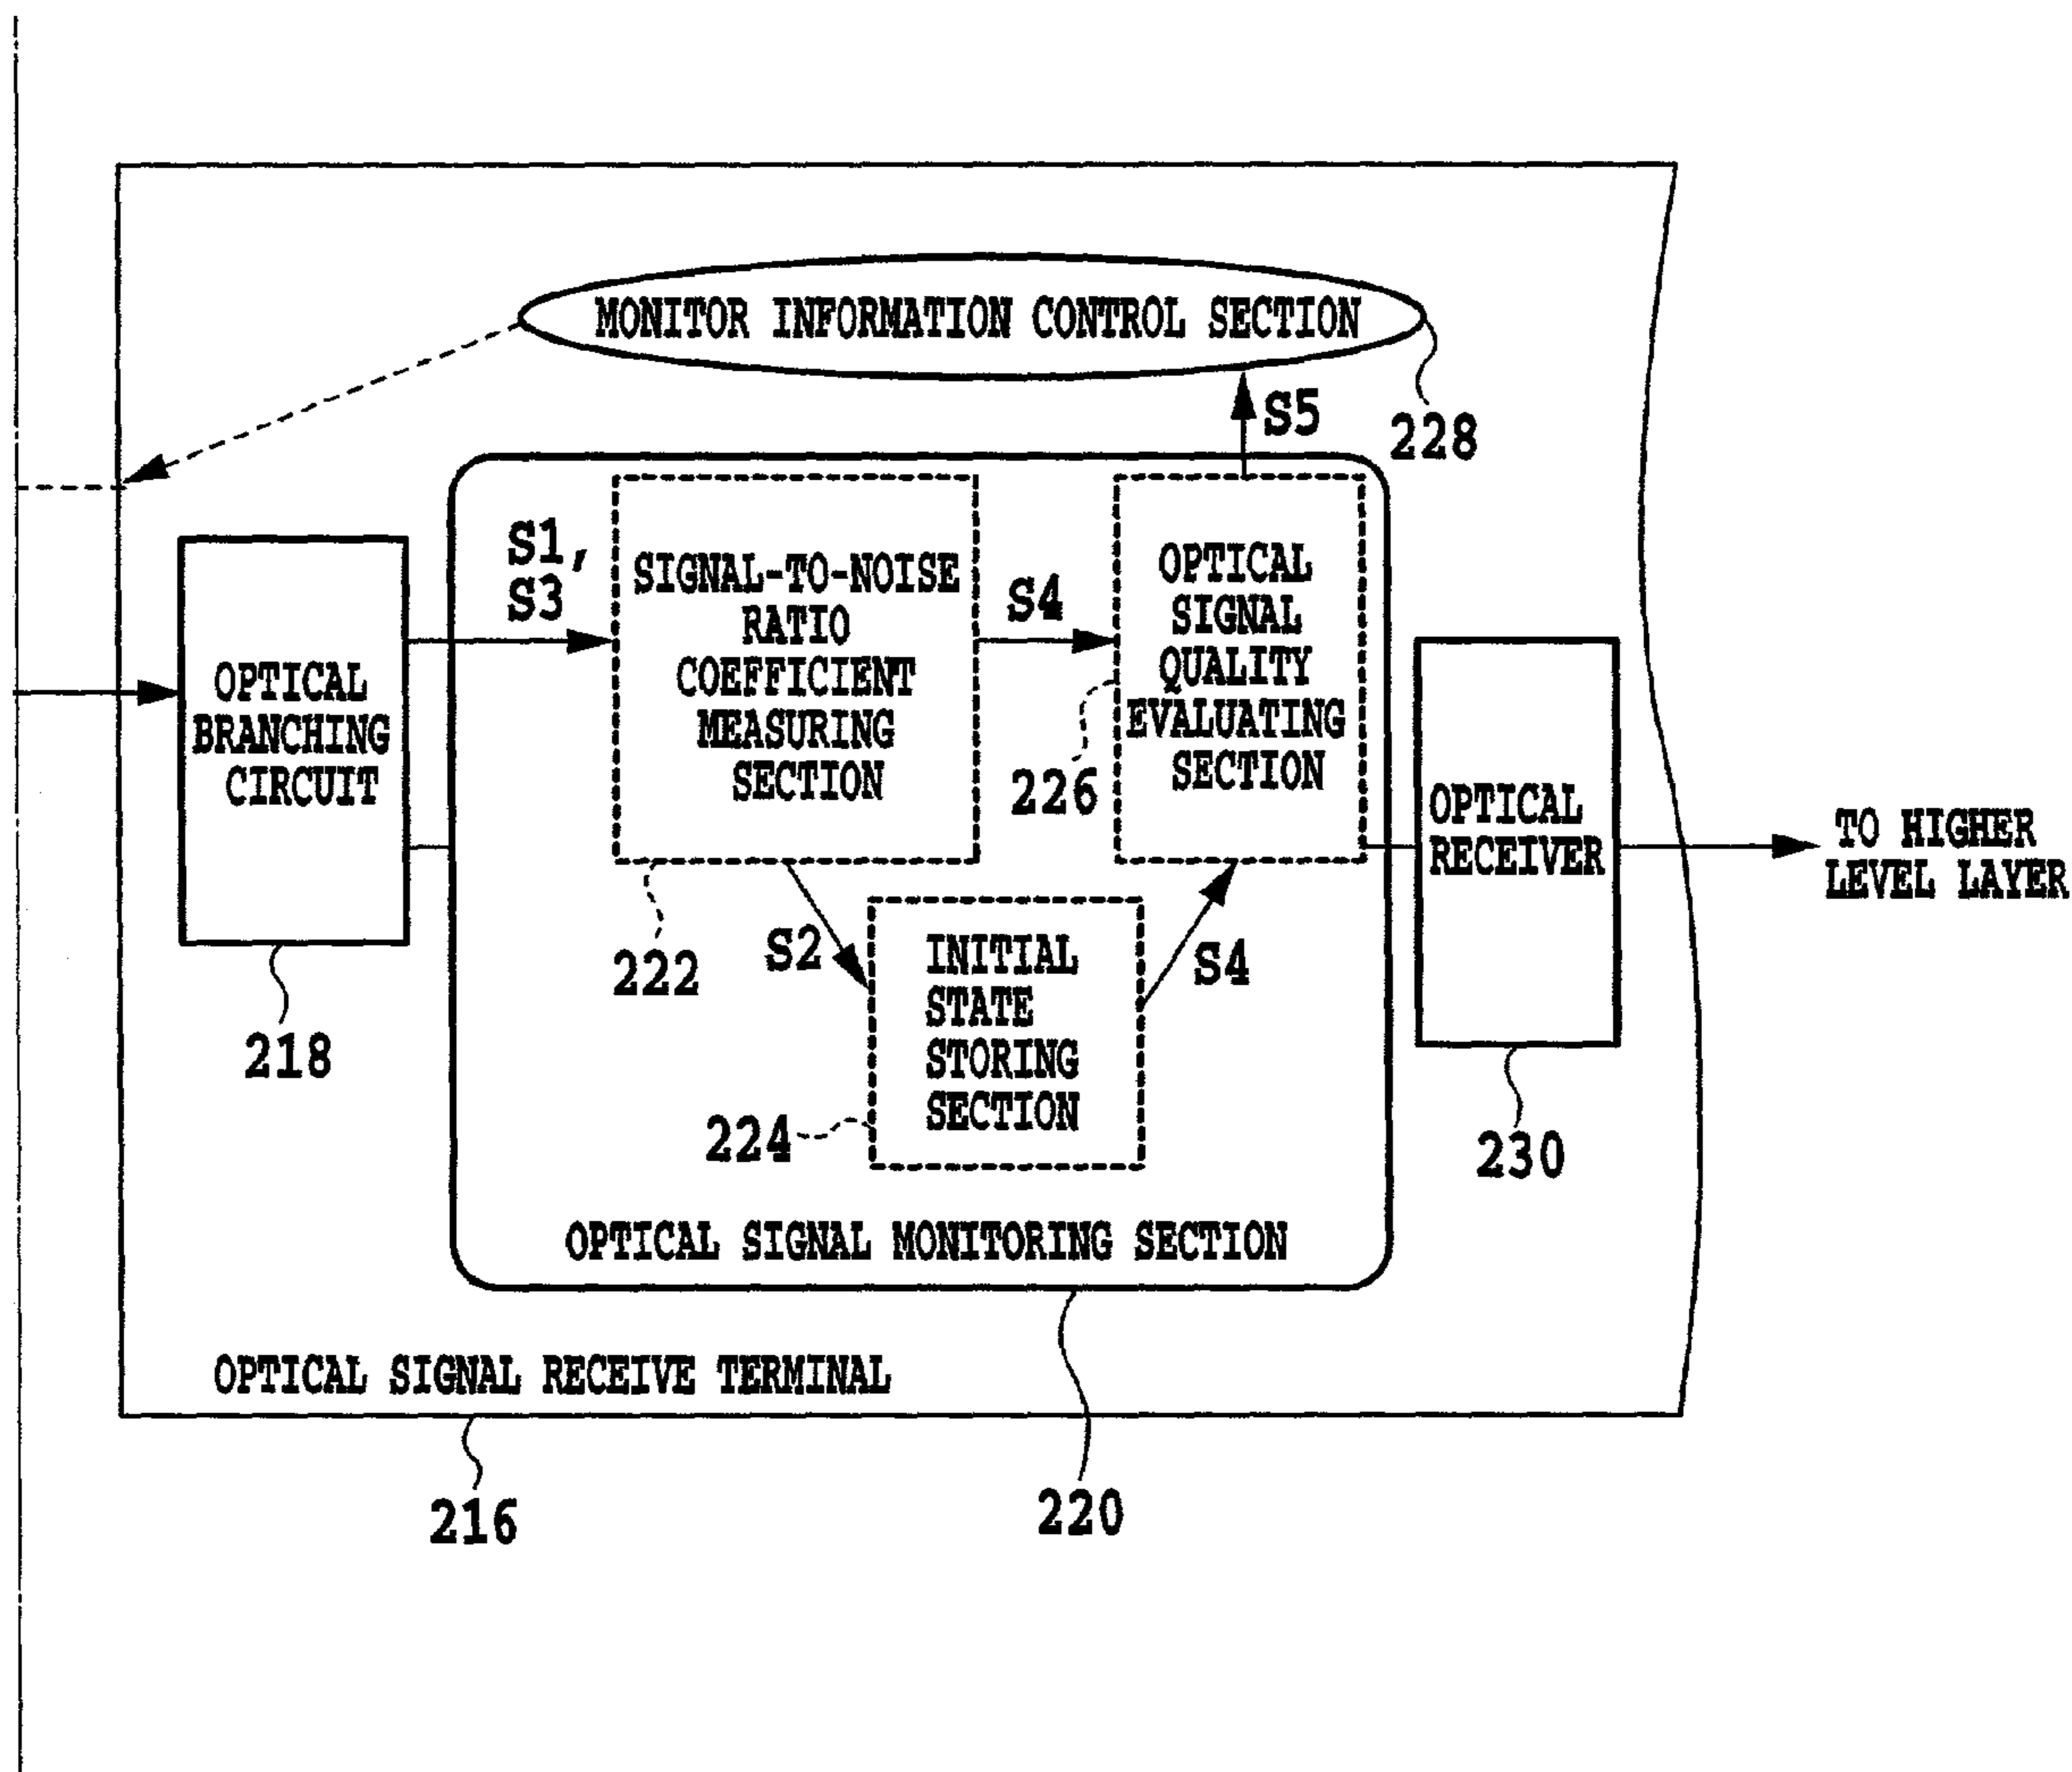 MONITOR INFORMATION CONTROL SECTION
228
S5
S1,
S3
SIGNAL-TO-NOISE
RATIO
COEFFICIENT
MEASURING
SECTION
222
S4
OPTICAL
SIGNAL
QUALITY
EVALUATING
SECTION
226
OPTICAL
BRANCHING
CIRCUIT
218
S2
INITIAL
STATE
STORING
SECTION
224
S4
OPTICAL
RECEIVER
230
TO HIGHER
LEVEL LAYER
OPTICAL SIGNAL MONITORING SECTION
220
OPTICAL SIGNAL RECEIVE TERMINAL
216